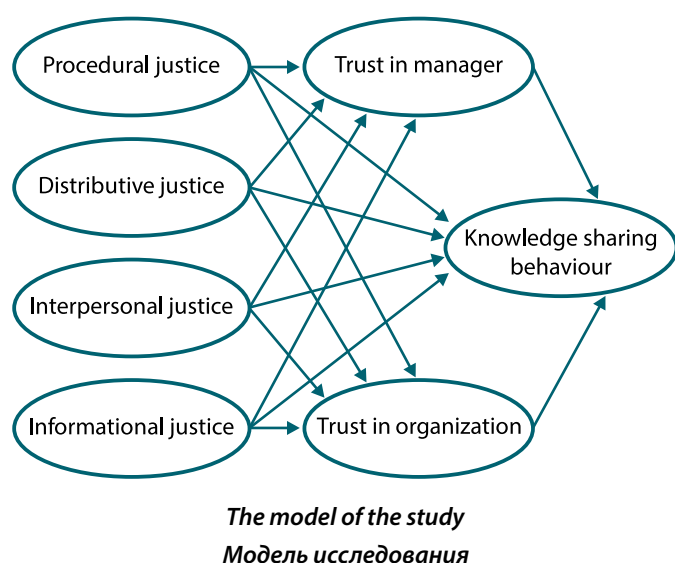 Procedural justice
Trust in manager
Distributive justice
Knowledge sharing
behaviour
Interpersonal justice
Informational justice
Trust in organization
The model of the study
Модель исследования